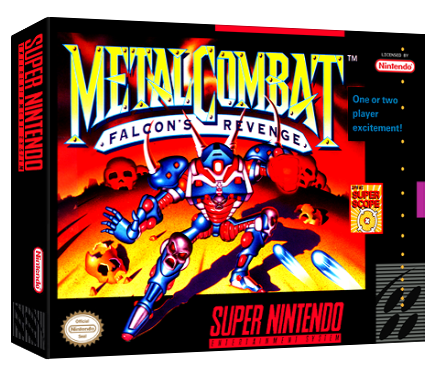 METAL COMBAT™
FALCON'S REVENGE
LICENSED BY
Nintendo
One or two
player
excitement!
SUPER
SCOPE
SUPER NINTENDO
ENTERTAINMENT SYSTEM
Official
Nintendo
Seal
SUPER NINTENDO
Nintendo